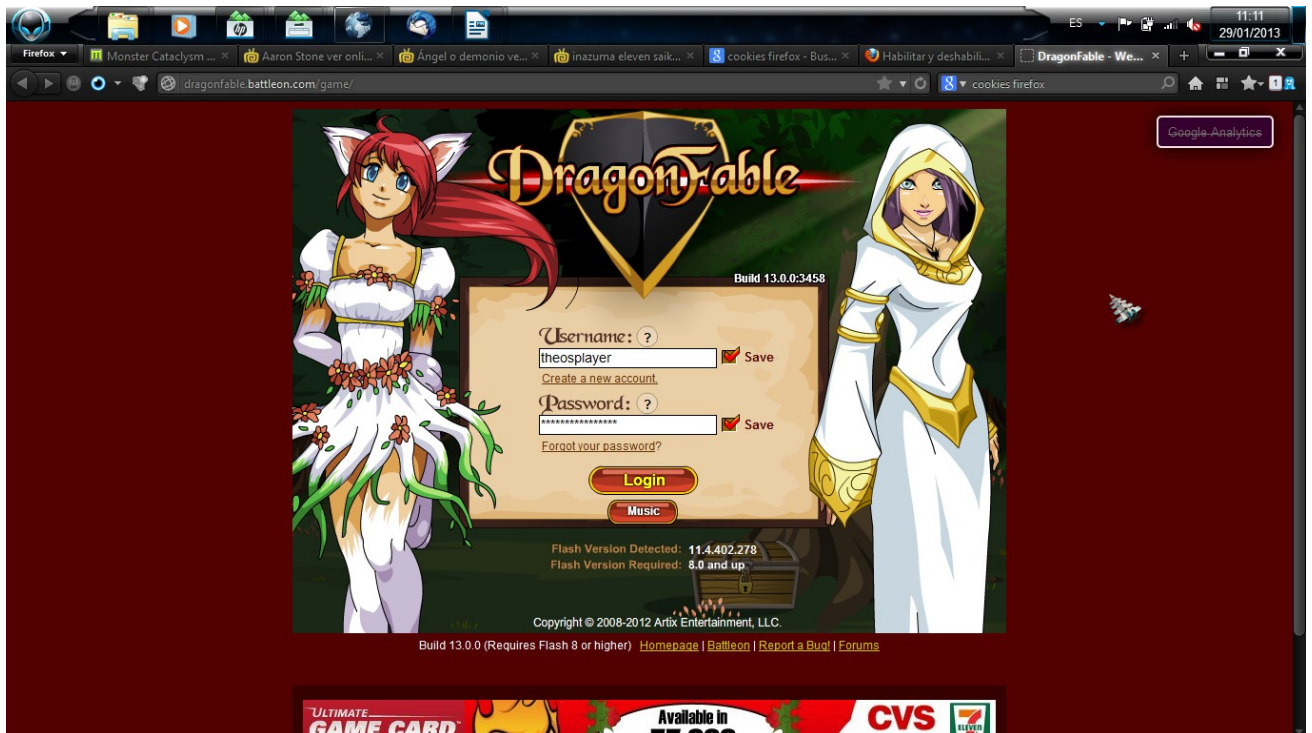 ES
11:11
29/01/2013
Firefox
Monster Cataclysm ...
Aaron Stone ver onli...
Ángel o demonio ve...
inazuma eleven saik...
cookies firefox - Bus...
Habilitar y deshabili...
DragonFable - We...
dragonfable.battleon.com/game/
cookies firefox
1
Google Analytics
DragonFable
Build 13.0.0:3458
Username: ?
theosplayer
Save
Create a new account.
Password: ?
****************
Save
Forgot your password?
Login
Music
Flash Version Detected: 11.4.402.278
Flash Version Required: 8.0 and up
Copyright © 2008-2012 Artix Entertainment, LLC.
Build 13.0.0 (Requires Flash 8 or higher) Homepage | Battleon | Report a Bug! | Forums
ULTIMATE
GAME CARD
Available in
CVS
ELEVEN